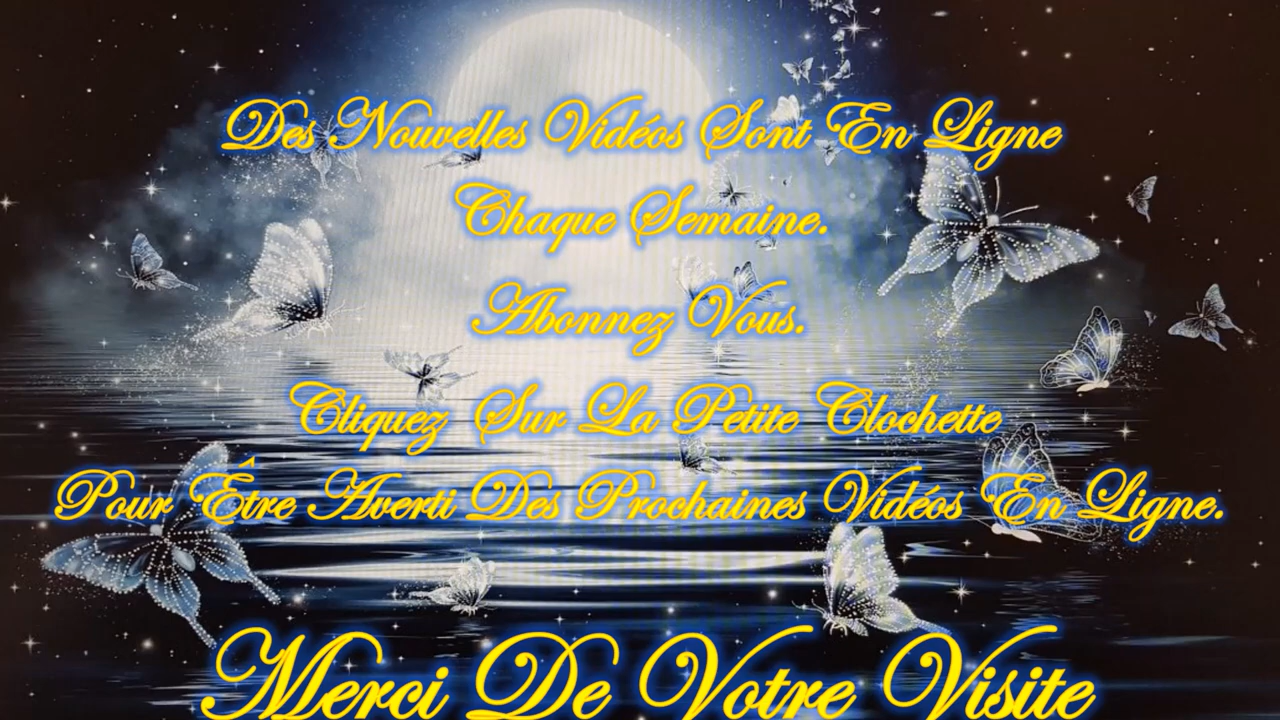 Des Nouvelles Vidéos Sont En Ligne
Chaque Semaine.
Abonnez Vous.
Cliquez Sur La Petite Clochette
Pour Être Averti Des Prochaines Vidéos En Ligne.
Merci De Votre Visite